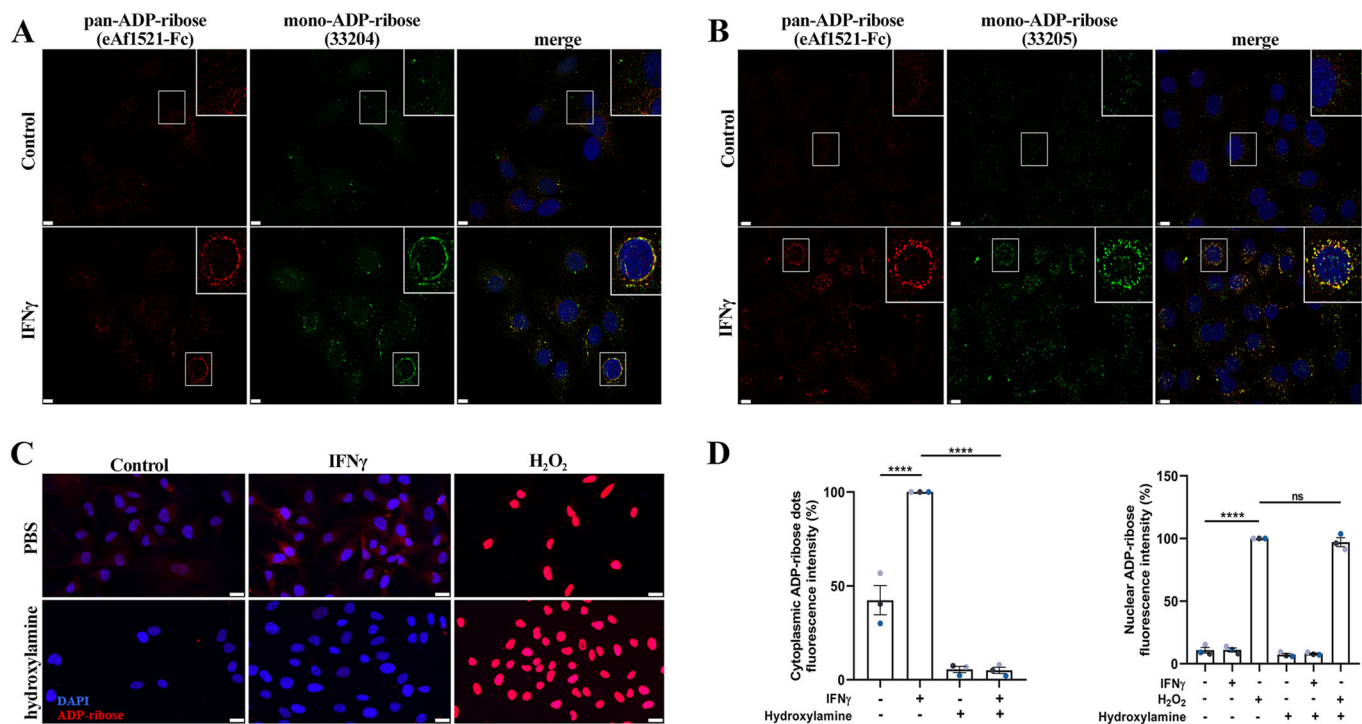 A
pan-ADP-ribose
(eAf1521-Fc)
mono-ADP-ribose
(33204)
merge
Control
IFNγ
B
pan-ADP-ribose
(eAf1521-Fc)
mono-ADP-ribose
(33205)
merge
Control
IFNγ
C
Control
IFNγ
H₂O₂
PBS
hydroxylamine
DAPI
ADP-ribose
D
Cytoplasmic ADP-ribose dots
fluorescence intensity (%)
100
50
0
****
****
IFNγ - + - +
Hydroxylamine - - + +
Nuclear ADP-ribose
fluorescence intensity (%)
150
100
50
0
****
ns
IFNγ - + - - + -
H₂O₂ - - + - - +
Hydroxylamine - - - + + +